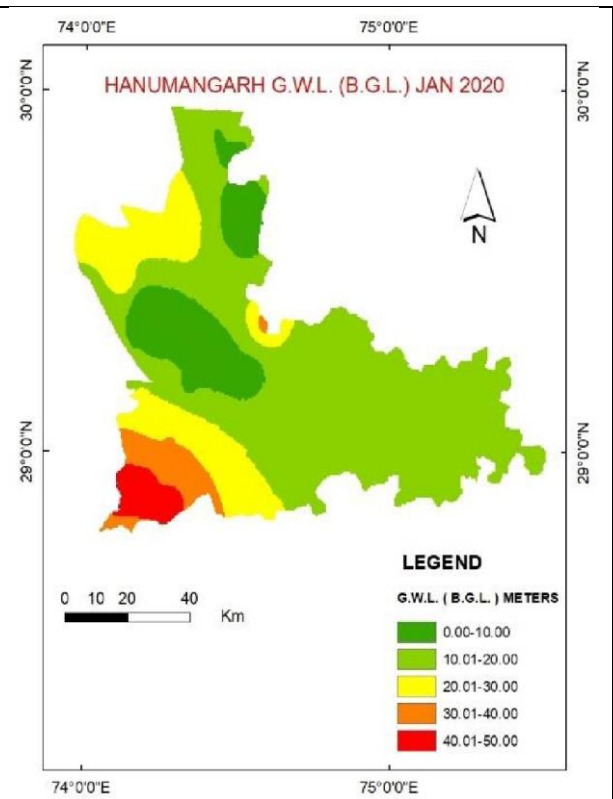 74°0'0"E 75°0'0"E
HANUMANGARH G.W.L. (B.G.L.) JAN 2020
30°0'0"N 30°0'0"N
N
29°0'0"N 29°0'0"N
LEGEND
G.W.L. ( B.G.L. ) METERS
0 10 20 40
Km
0.00-10.00
10.01-20.00
20.01-30.00
30.01-40.00
40.01-50.00
74°0'0"E 75°0'0"E